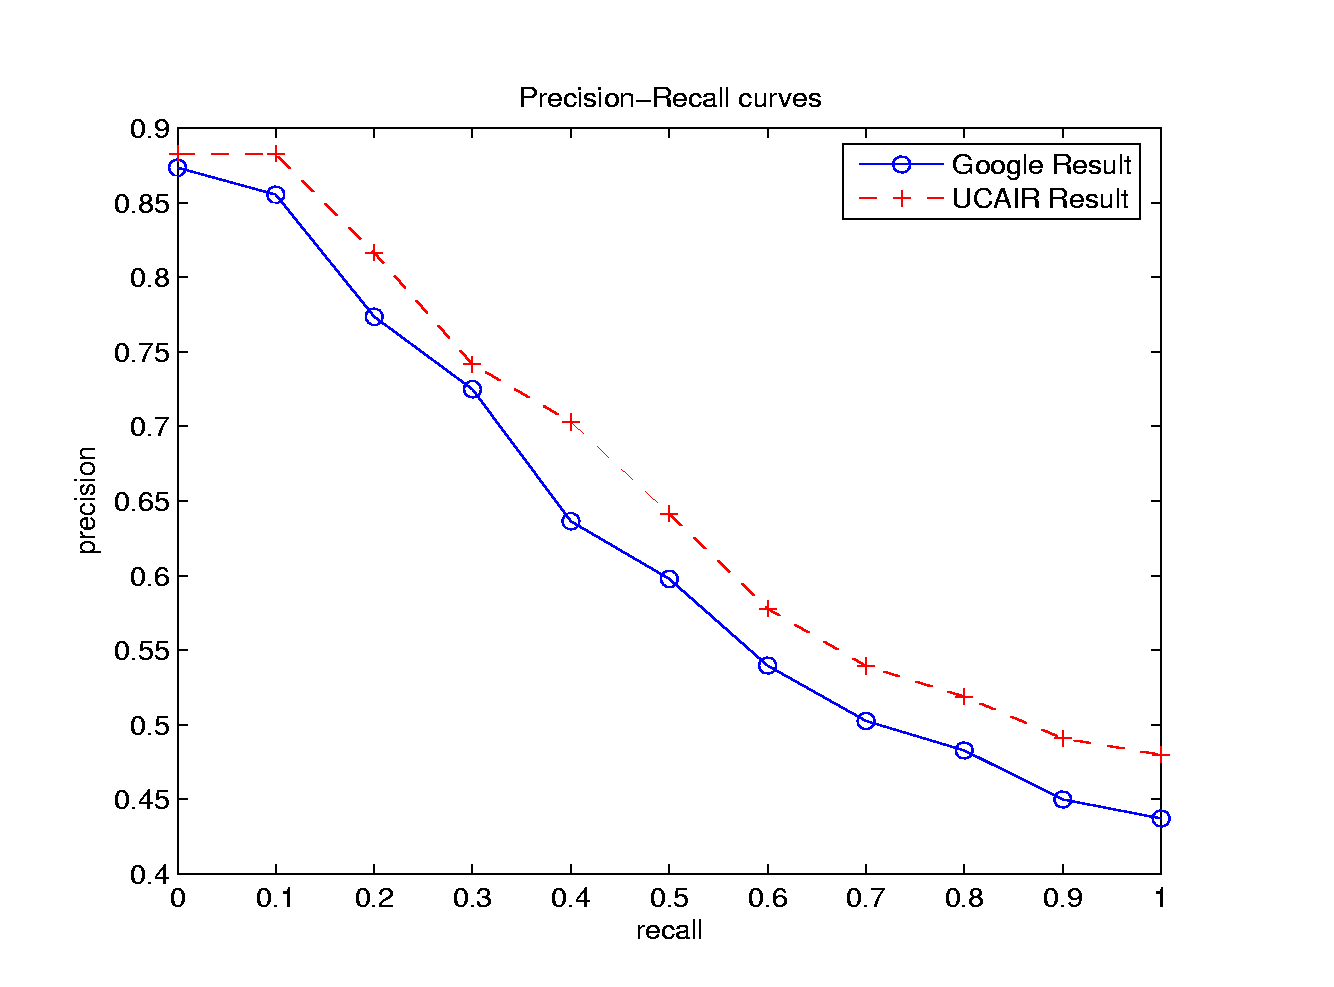 Precision−Recall curves
0.9
0.85
0.8
0.75
0.7
0.65
0.6
0.55
0.5
0.45
0.4
precision
Google Result
UCAIR Result
0 0.1 0.2 0.3 0.4 0.5 0.6 0.7 0.8 0.9 1
recall